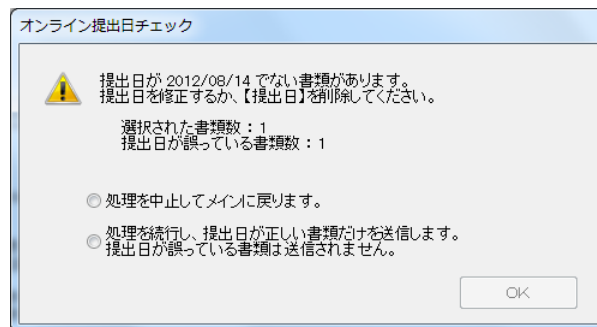 オンライン提出日チェック
提出日が 2012/08/14 でない書類があります。
提出日を修正するか、【提出日】を削除してください。
選択された書類数：1
提出日が誤っている書類数：1
処理を中止してメインに戻ります。
処理を続行し、提出日が正しい書類だけを送信します。
提出日が誤っている書類は送信されません。
OK